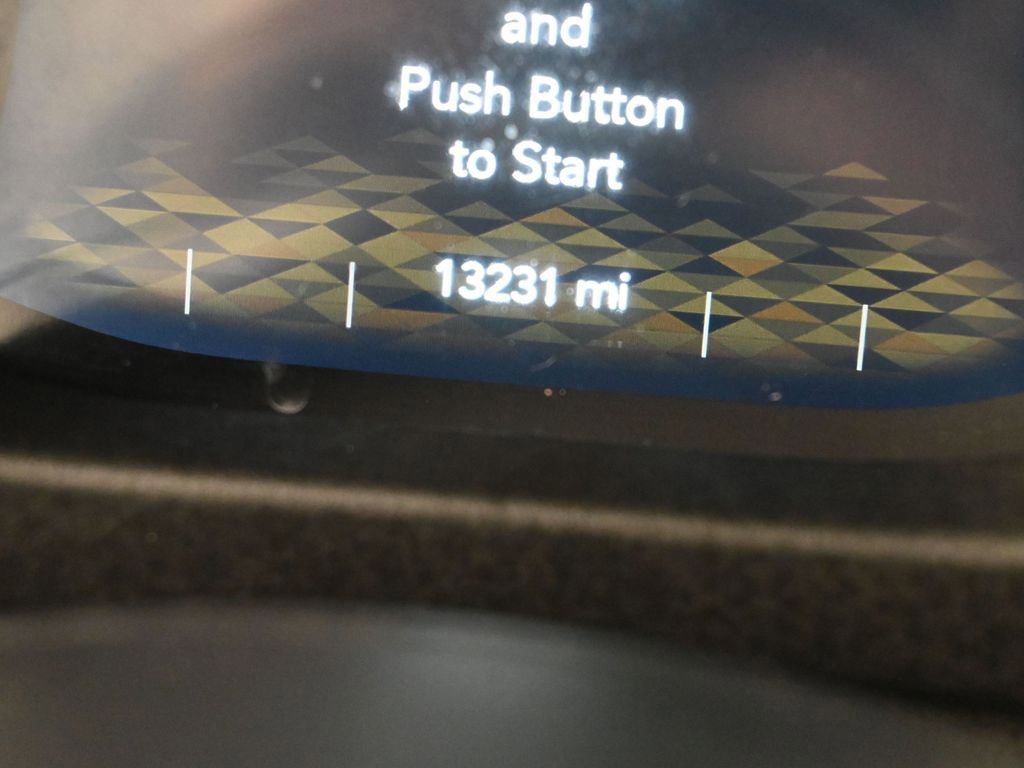 and
Push Button
to Start
13231 mi